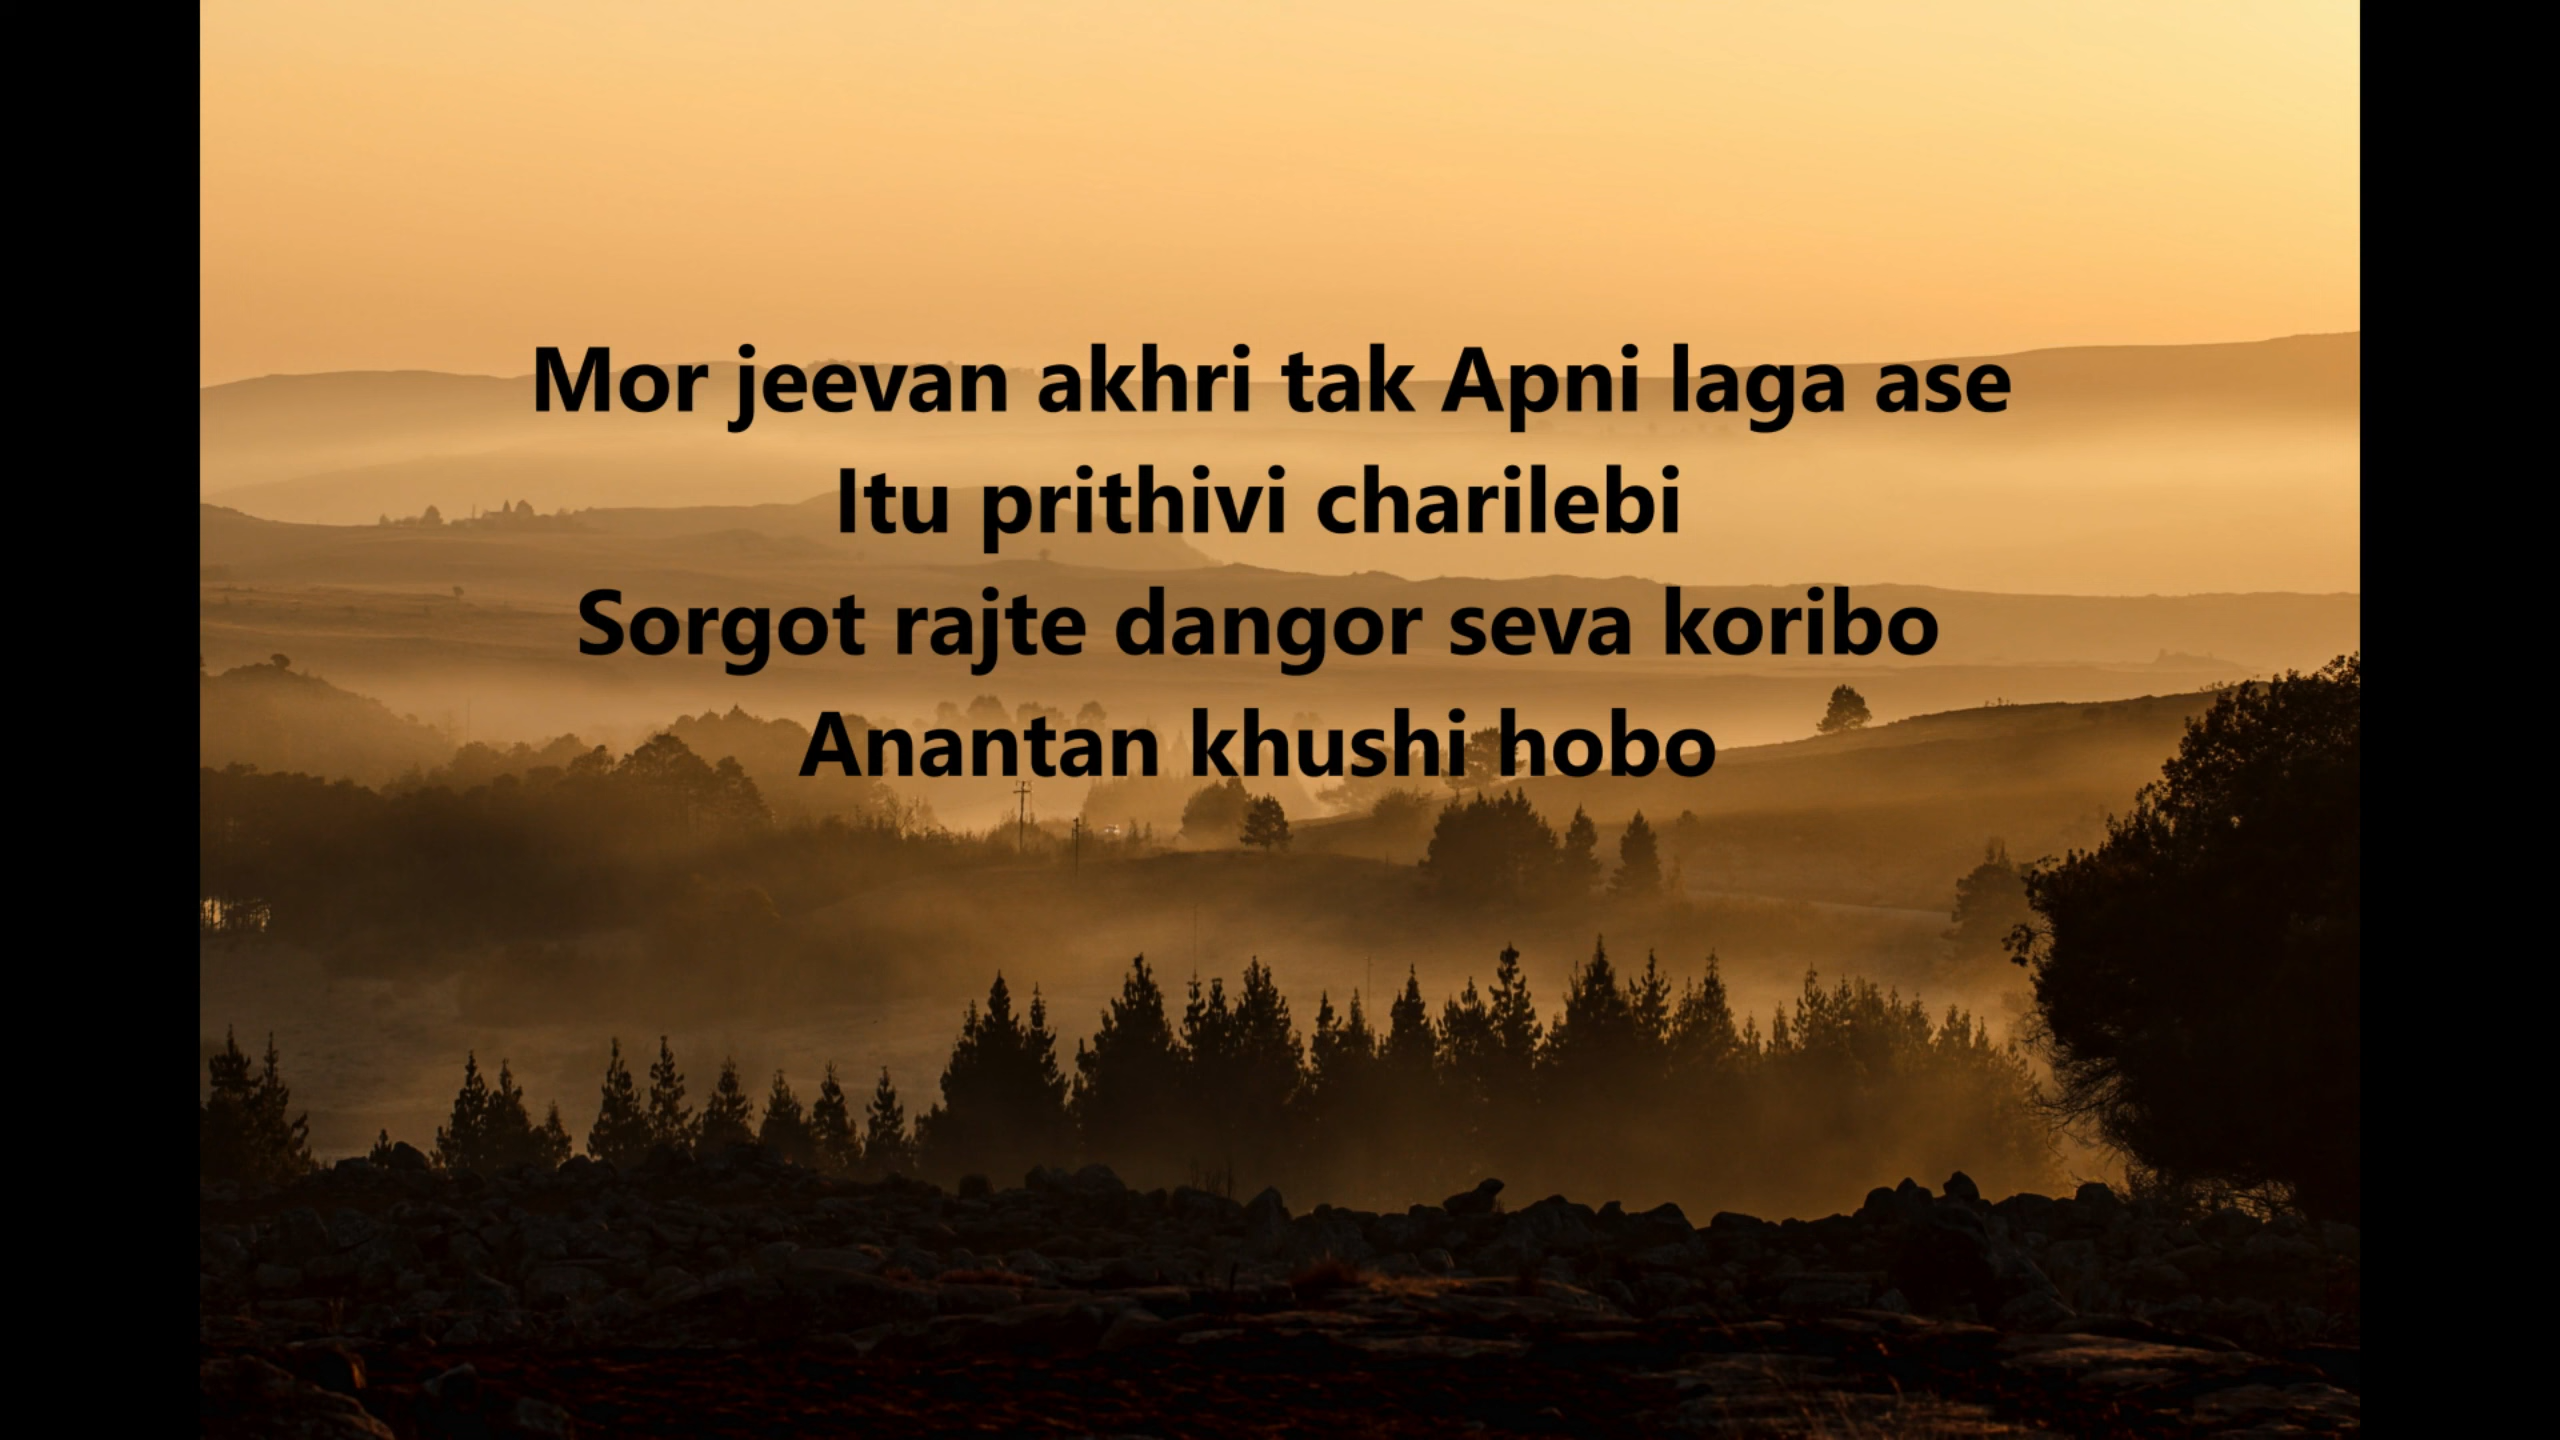 Mor jeevan akhri tak Apni laga ase
Itu prithivi charilebi
Sorgot rajte dangor seva koribo
Anantan khushi hobo